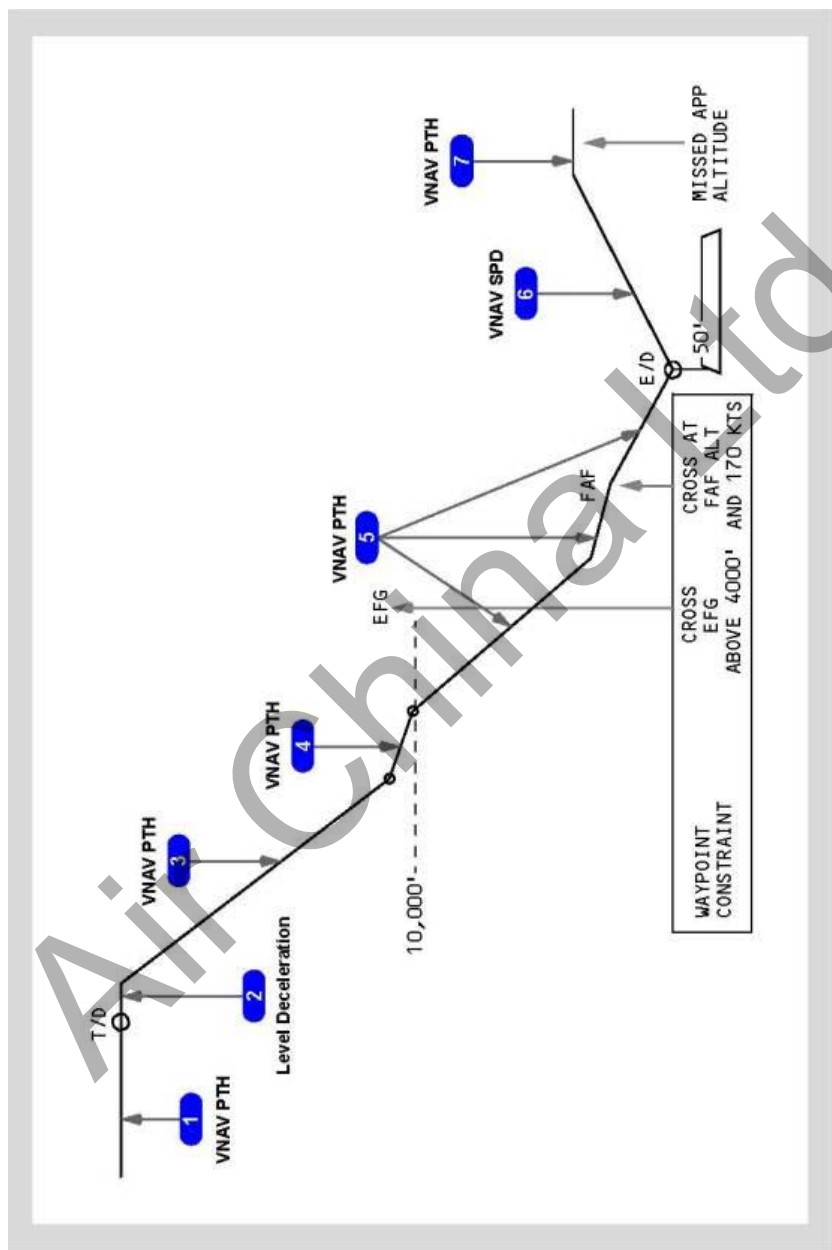 T/D
1
VNAV PTH
2
Level Deceleration
VNAV PTH
3
VNAV PTH
4
10,000'
EFG
VNAV PTH
5
FAF
E/D
50'
VNAV SPD
6
VNAV PTH
7
MISSED APP
ALTITUDE
WAYPOINT
CONSTRAINT
CROSS
EFG
ABOVE 4000'
CROSS AT
FAF ALT
AND 170 KTS
Air China Ltd